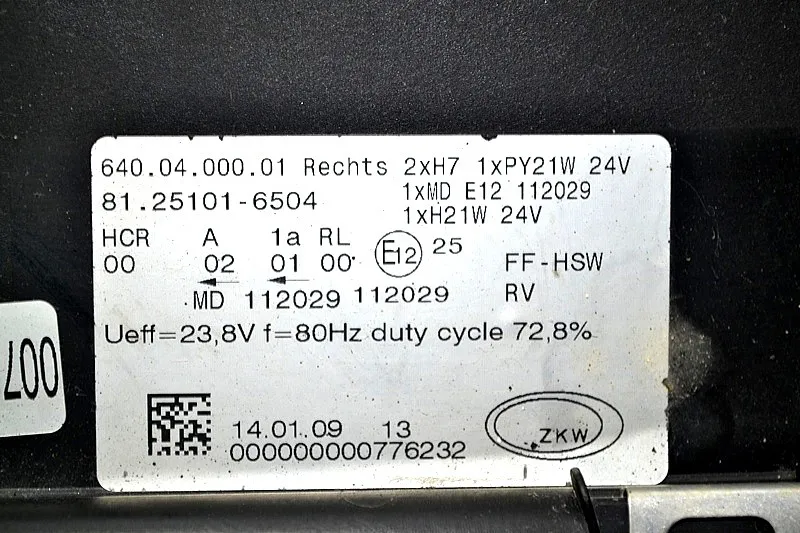 640.04.000.01 Rechts 2xH7 1xPY21W 24V
81.25101-6504 1xMD E12 112029
1xH21W 24V
HCR A 1a RL E12 25
00 02 01 00 FF-HSW
MD 112029 112029 RV
Ueff=23,8V f=80Hz duty cycle 72,8%
700
14.01.09 13
000000000776232
ZKW